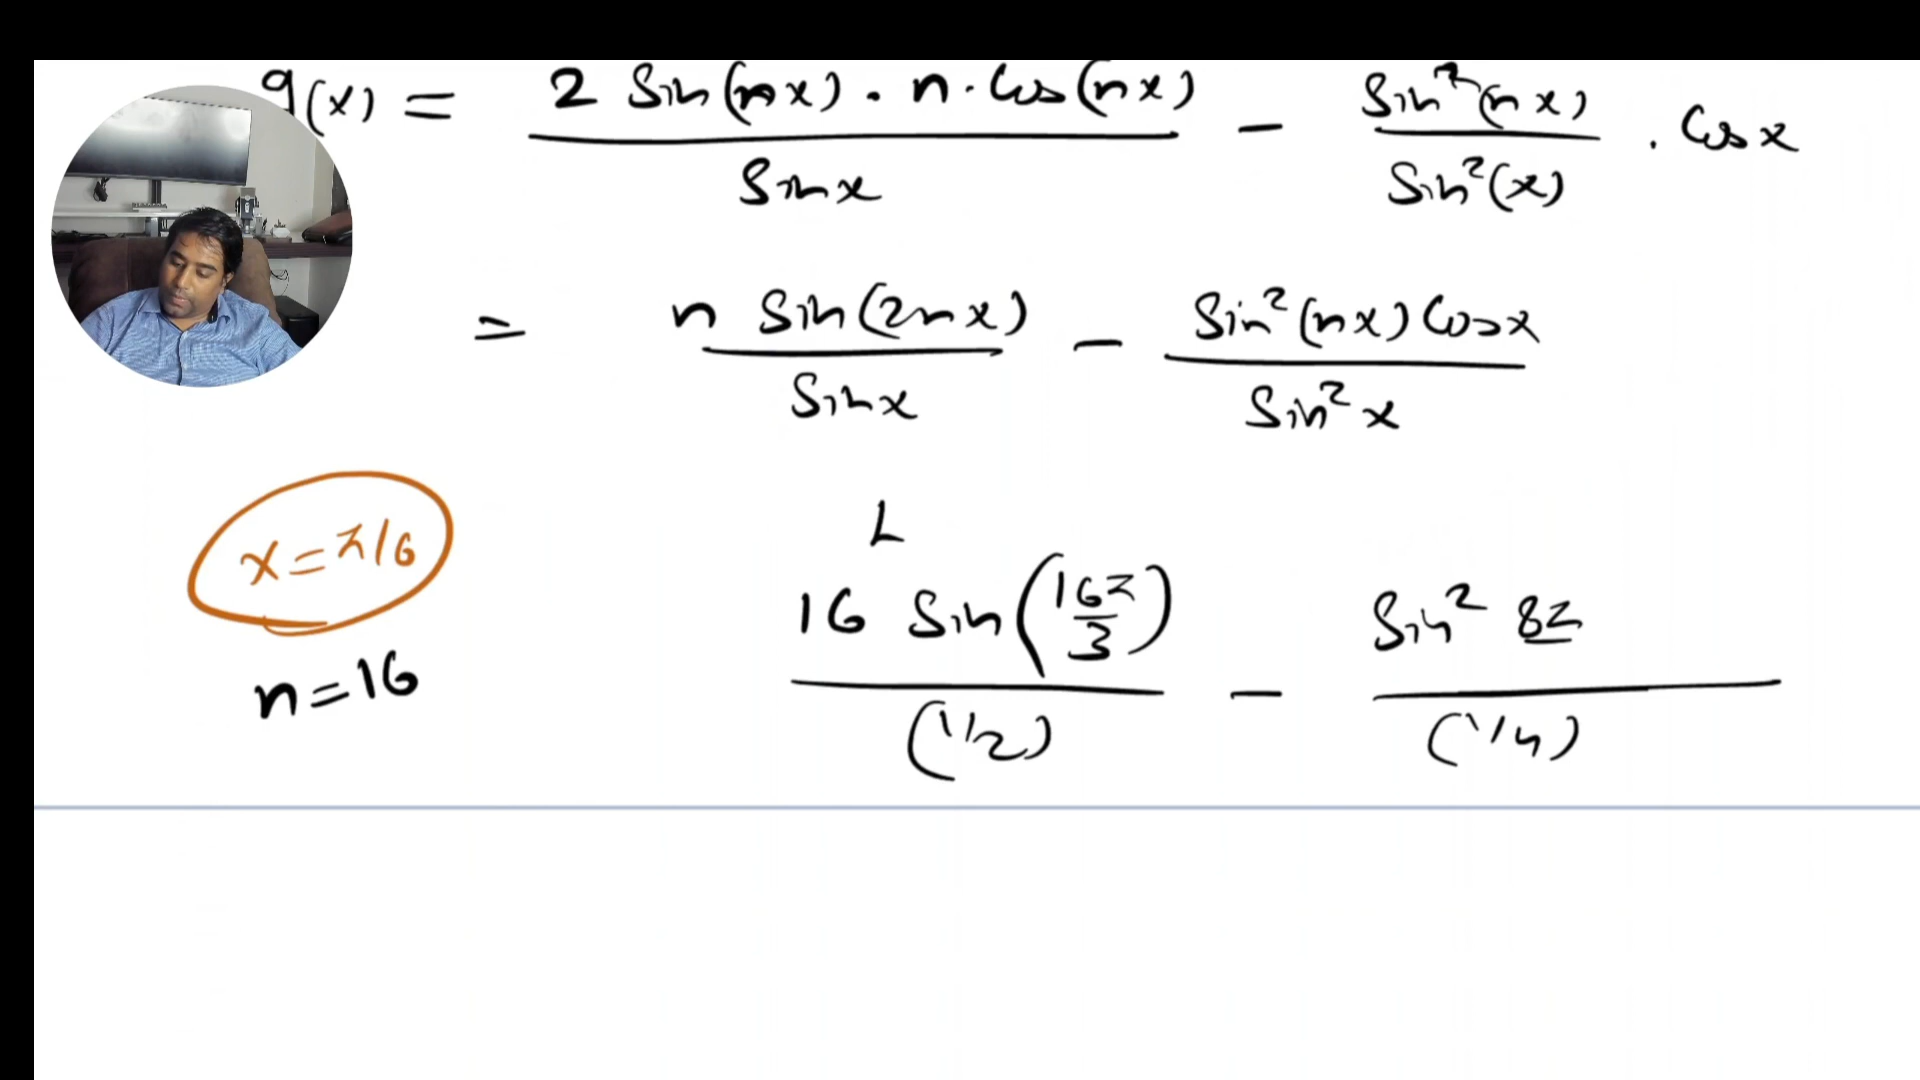 g(x) = 2 Sin(nx) . n . Cos(nx) / Sinx − Sin²(nx) / Sin²(x) . Cosx
= n Sin(2nx) / Sinx − Sin²(nx) Cosx / Sin²x
x = π/6
n = 16
L
16 Sin(16π/3) / (1/2) − Sin² 8π / (1/4)